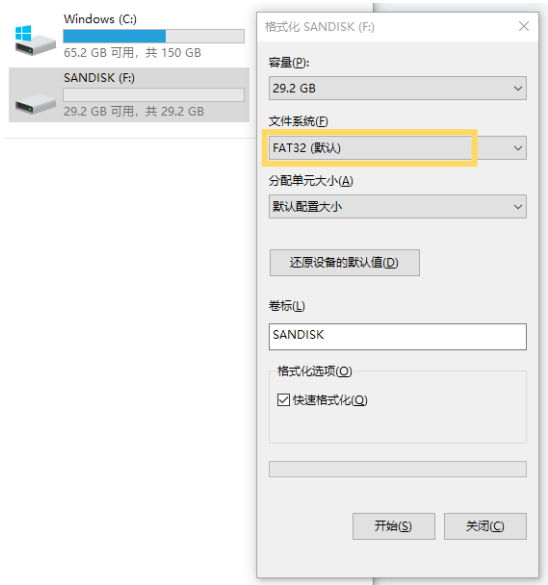 Windows (C:)
65.2 GB 可用，共 150 GB
SANDISK (F:)
29.2 GB 可用，共 29.2 GB
格式化 SANDISK (F:)
容量(P):
29.2 GB
文件系统(F)
FAT32 (默认)
分配单元大小(A)
默认配置大小
还原设备的默认值(D)
卷标(L)
SANDISK
格式化选项(O)
快速格式化(Q)
开始(S)
关闭(C)